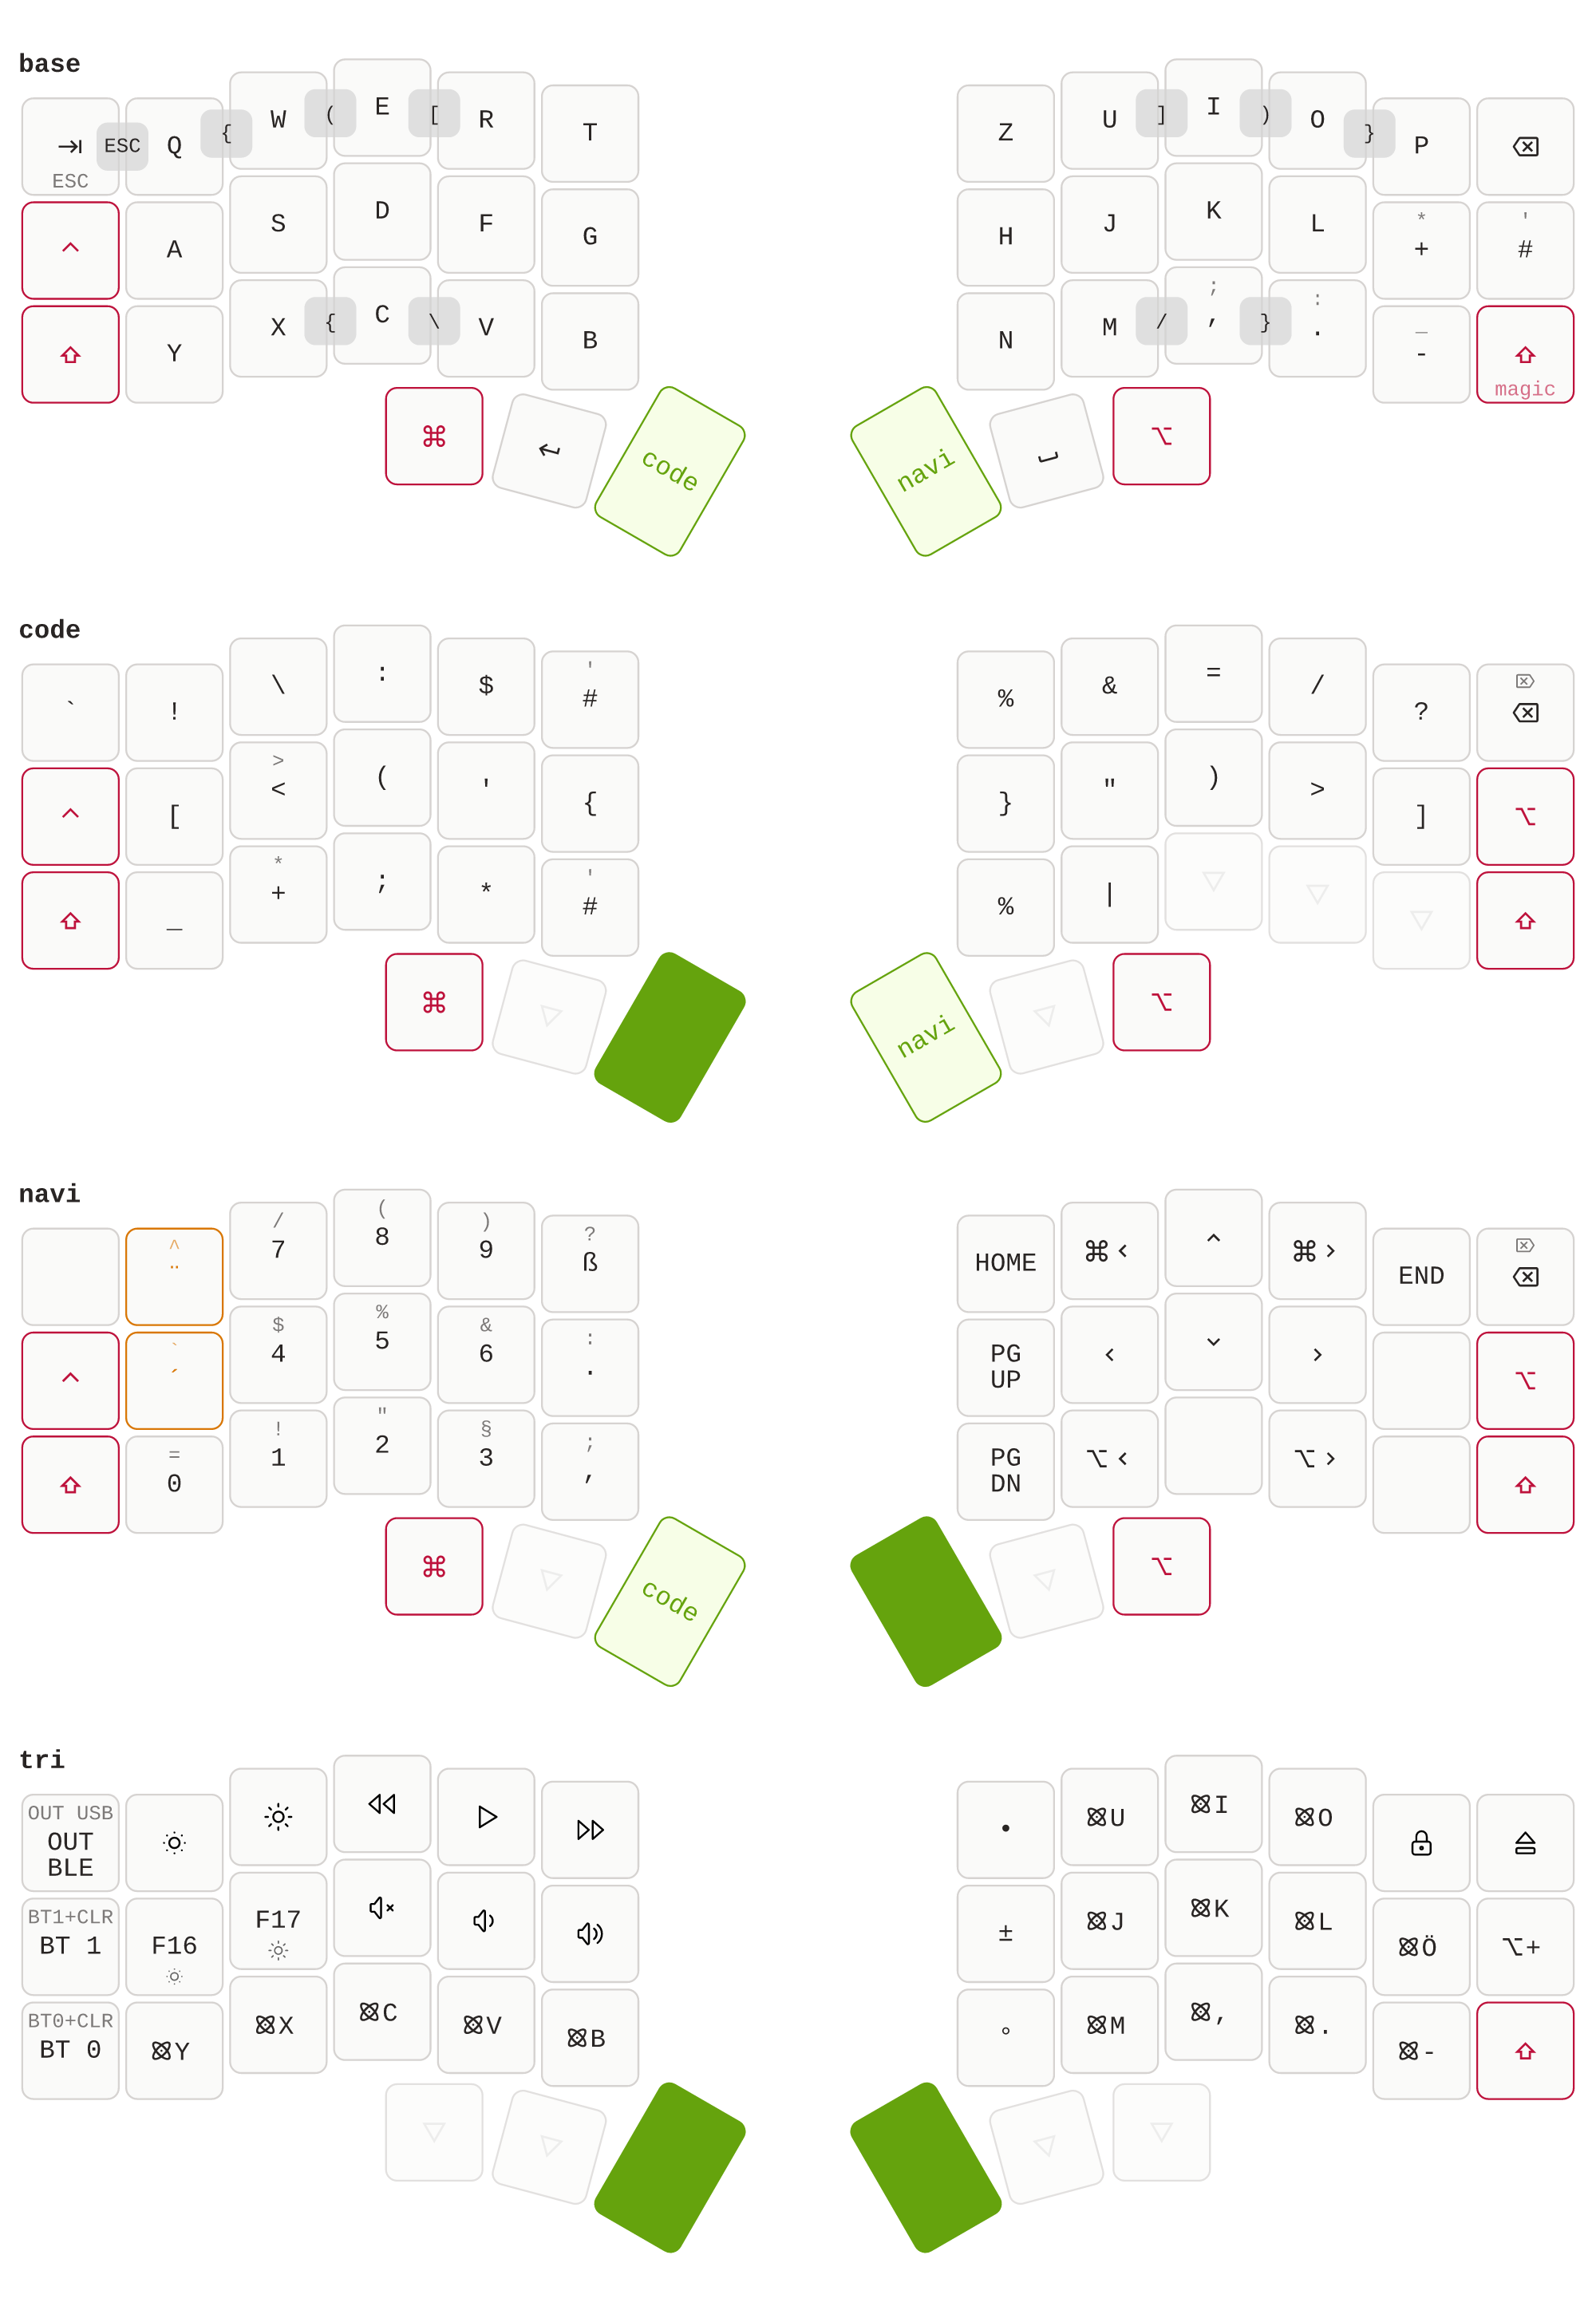 base
⇥ ESC Q { W ( E [ R T Z U ] I ) O } P ⌫
ESC
⌃ A S D F G H J K L * + ' #
⇧ Y X { C \ V B N M / ; , } : . _ - ⇧
magic
⌘ ↵ code navi ⎵ ⌥
code
` ! \ : $ ' # % & = / ? ⌦ ⌫
⌃ [ > < ( ' { } " ) > ] ⌥
⇧ _ * + ; * ' # % | ▽ ▽ ▽ ⇧
⌘ ▽ navi ▽ ⌥
navi
^ ¨ / 7 ( 8 ) 9 ? ß HOME ⌘< ^ ⌘> END ⌦ ⌫
⌃ ` ´ $ 4 % 5 & 6 : . PG
UP < ⌄ > ⌥
⇧ = 0 ! 1 " 2 § 3 ; , PG
DN ⌥< ⌥> ⇧
⌘ ▽ code ▽ ⌥
tri
OUT USB
OUT
BLE • U I O
BT1+CLR
BT 1 F16 F17 ± J K L Ö ⌥+
BT0+CLR
BT 0 Y X C V B ° M , . - ⇧
▽ ▽ ▽ ▽